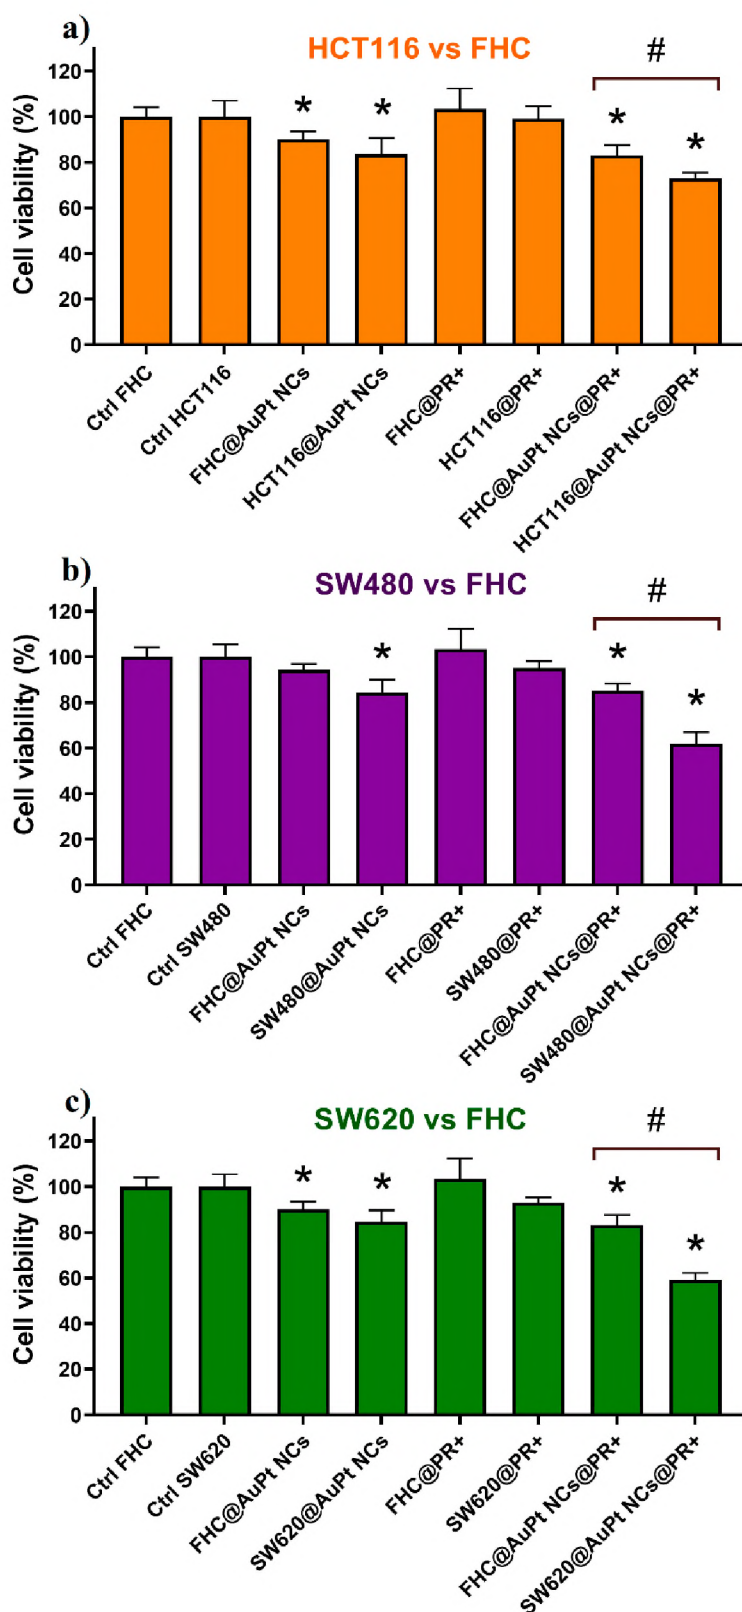 a)
HCT116 vs FHC
#
Cell viability (%)
120
100
80
60
40
20
0
* * * *
Ctrl FHC
Ctrl HCT116
FHC@AuPt NCs
HCT116@AuPt NCs
FHC@PR+
HCT116@PR+
FHC@AuPt NCs@PR+
HCT116@AuPt NCs@PR+
b)
SW480 vs FHC
#
Cell viability (%)
120
100
80
60
40
20
0
* * *
Ctrl FHC
Ctrl SW480
FHC@AuPt NCs
SW480@AuPt NCs
FHC@PR+
SW480@PR+
FHC@AuPt NCs@PR+
SW480@AuPt NCs@PR+
c)
SW620 vs FHC
#
Cell viability (%)
120
100
80
60
40
20
0
* * * *
Ctrl FHC
Ctrl SW620
FHC@AuPt NCs
SW620@AuPt NCs
FHC@PR+
SW620@PR+
FHC@AuPt NCs@PR+
SW620@AuPt NCs@PR+